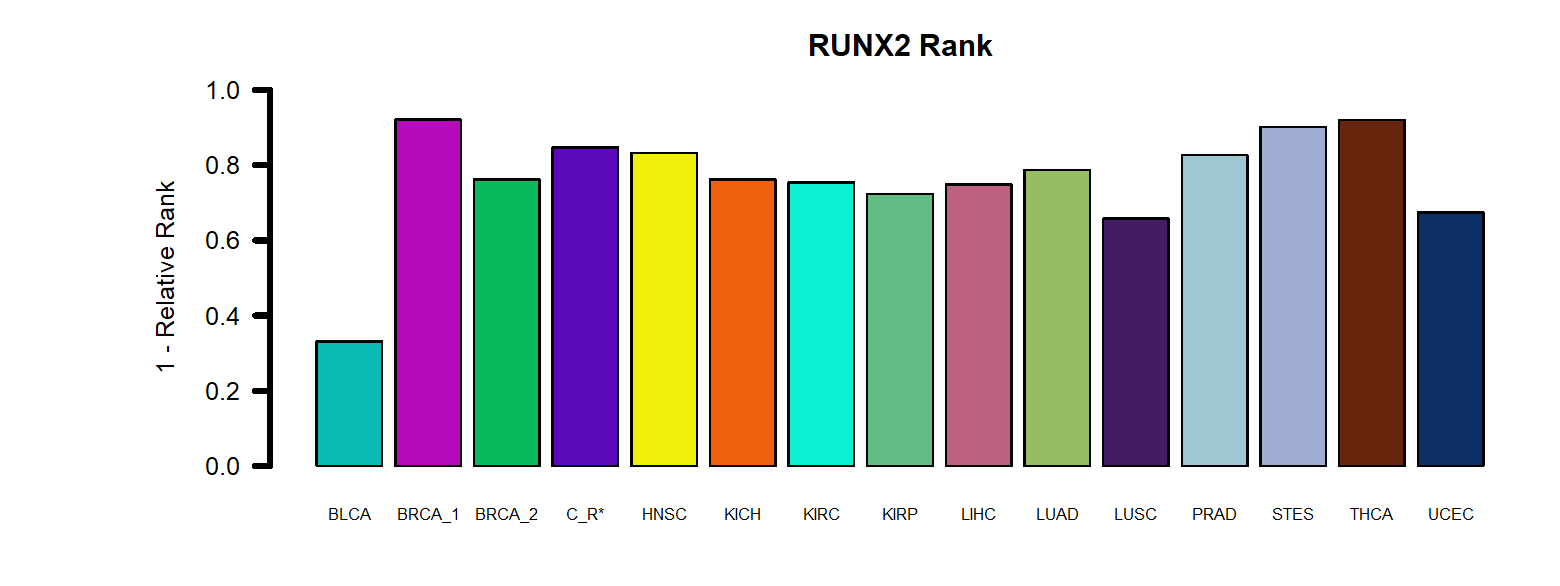 RUNX2 Rank
1.0
0.8
0.6
0.4
0.2
0.0
1 - Relative Rank
BLCA BRCA_1 BRCA_2 C_R* HNSC KICH KIRC KIRP LIHC LUAD LUSC PRAD STES THCA UCEC